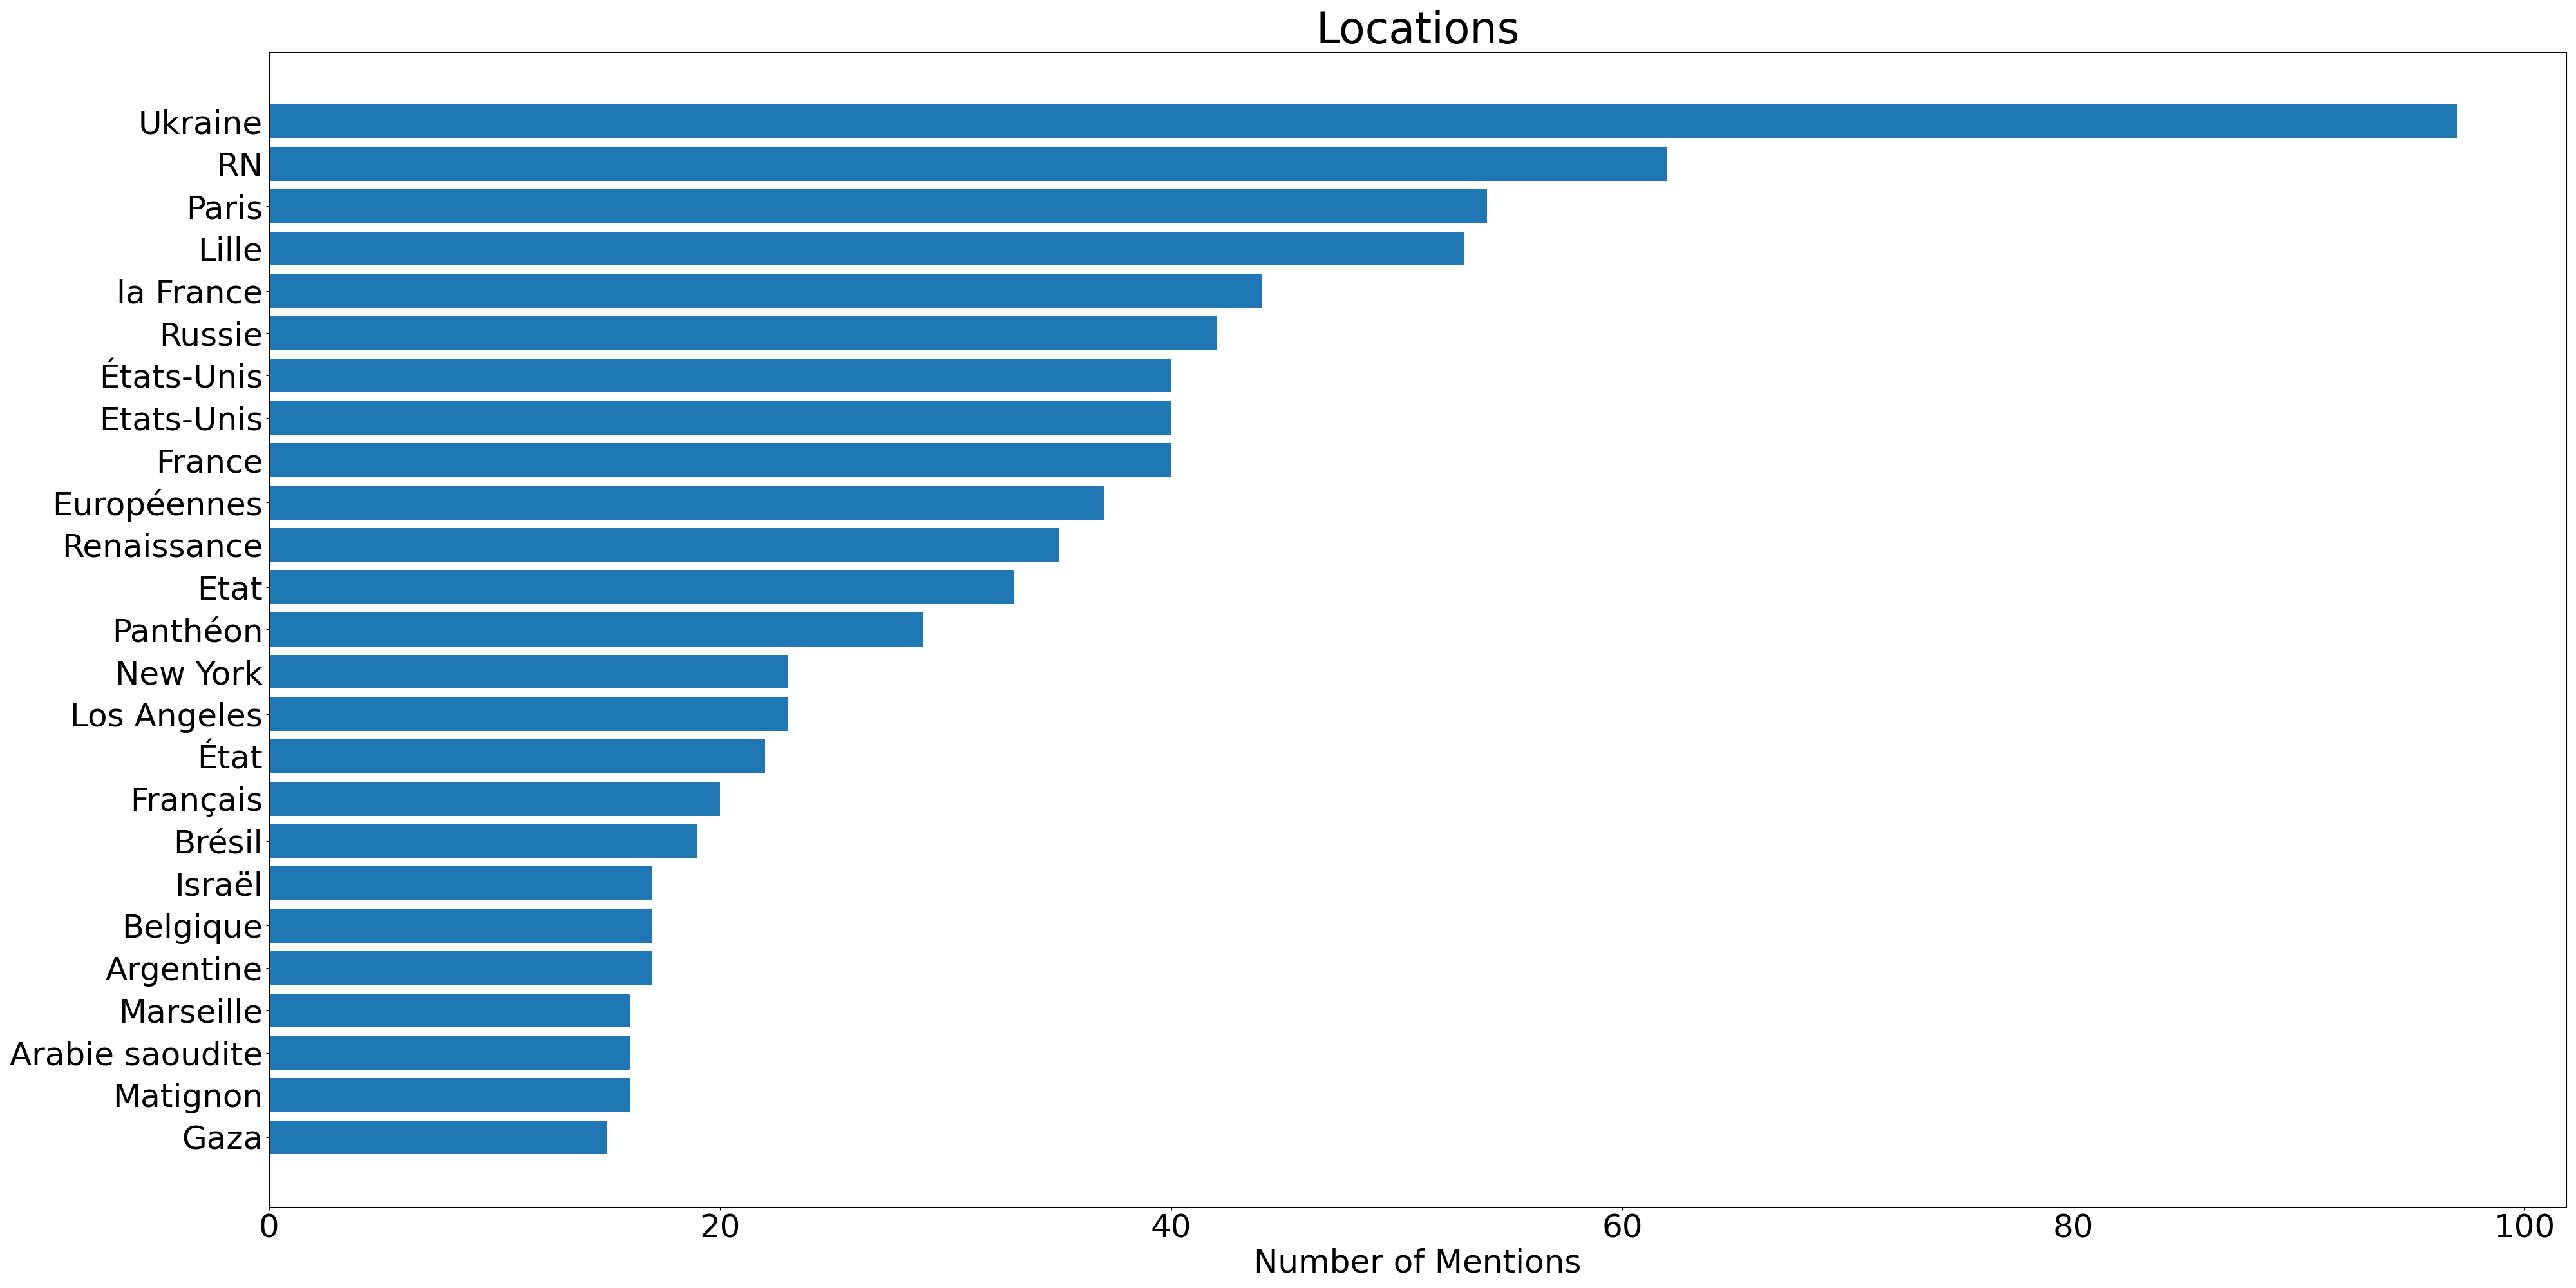 Locations
Ukraine
RN
Paris
Lille
la France
Russie
États-Unis
Etats-Unis
France
Européennes
Renaissance
Etat
Panthéon
New York
Los Angeles
État
Français
Brésil
Israël
Belgique
Argentine
Marseille
Arabie saoudite
Matignon
Gaza
0 20 40 60 80 100
Number of Mentions